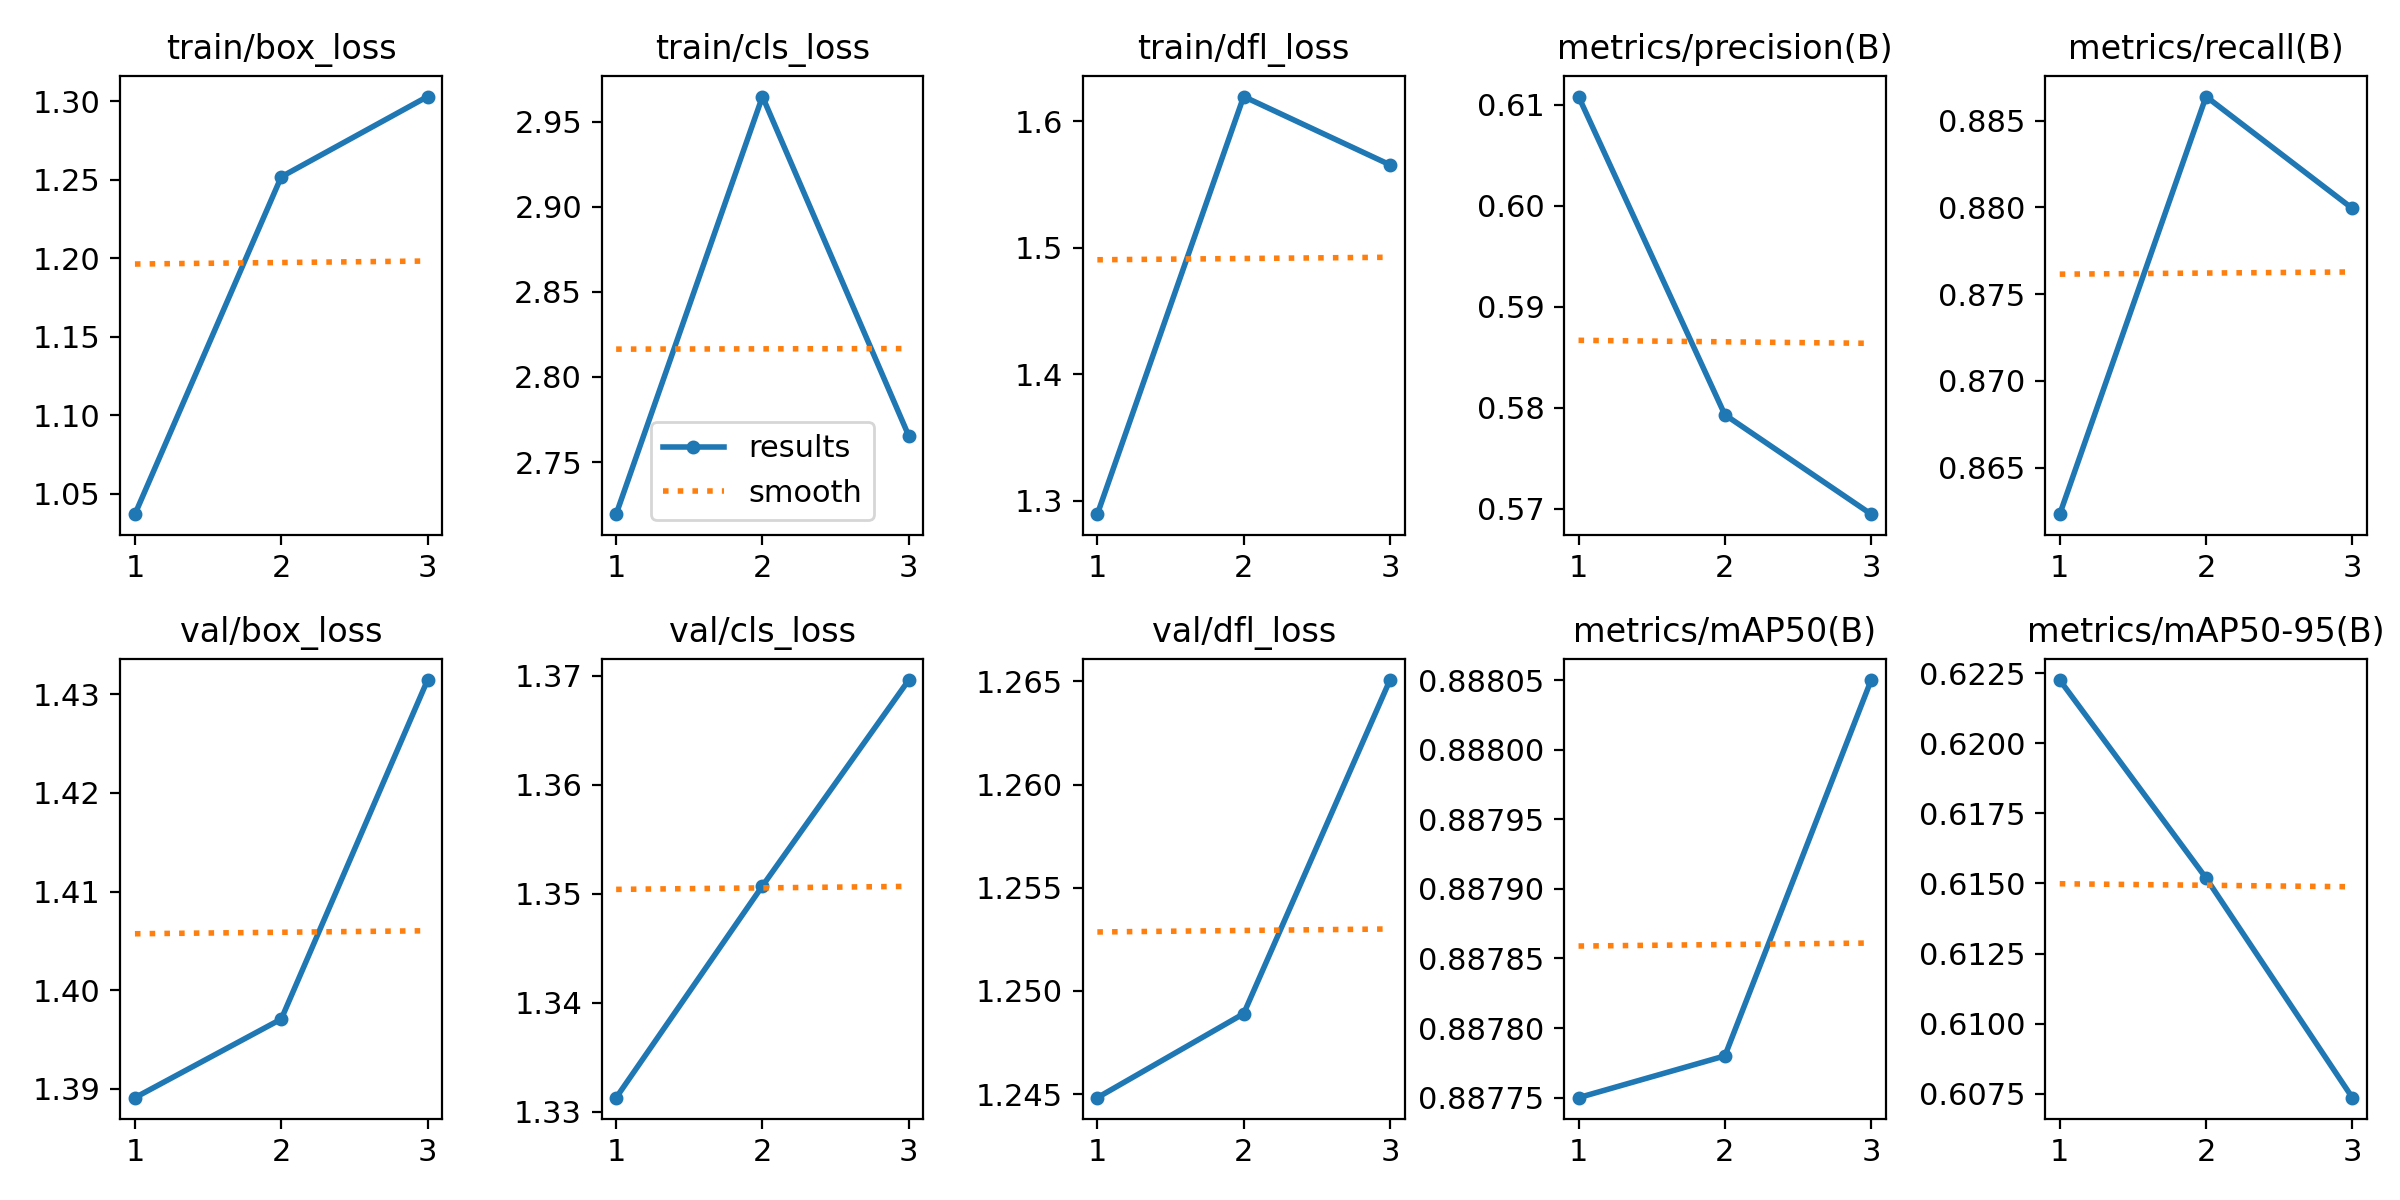 train/box_loss
1.30
1.25
1.20
1.15
1.10
1.05
1 2 3
train/cls_loss
2.95
2.90
2.85
2.80
2.75
results
smooth
1 2 3
train/dfl_loss
1.6
1.5
1.4
1.3
1 2 3
metrics/precision(B)
0.61
0.60
0.59
0.58
0.57
1 2 3
metrics/recall(B)
0.885
0.880
0.875
0.870
0.865
1 2 3
val/box_loss
1.43
1.42
1.41
1.40
1.39
1 2 3
val/cls_loss
1.37
1.36
1.35
1.34
1.33
1 2 3
val/dfl_loss
1.265
1.260
1.255
1.250
1.245
1 2 3
metrics/mAP50(B)
0.88805
0.88800
0.88795
0.88790
0.88785
0.88780
0.88775
1 2 3
metrics/mAP50-95(B)
0.6225
0.6200
0.6175
0.6150
0.6125
0.6100
0.6075
1 2 3